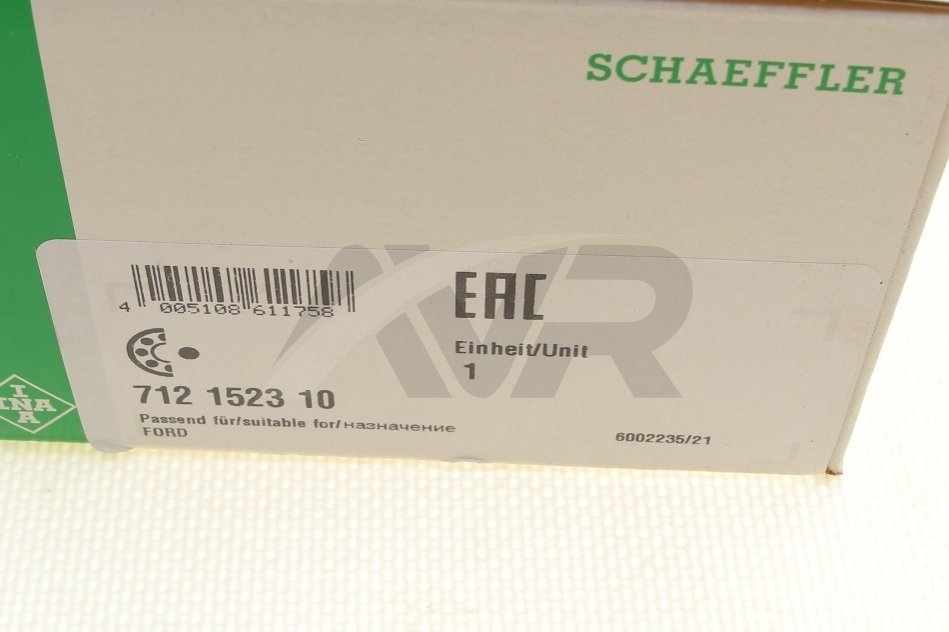 SCHAEFFLER
AVR
4 005108 611758
EAC
Einheit/Unit
1
712 1523 10
Passend für/suitable for/назначение
FORD
6002235/21
I
INA
A